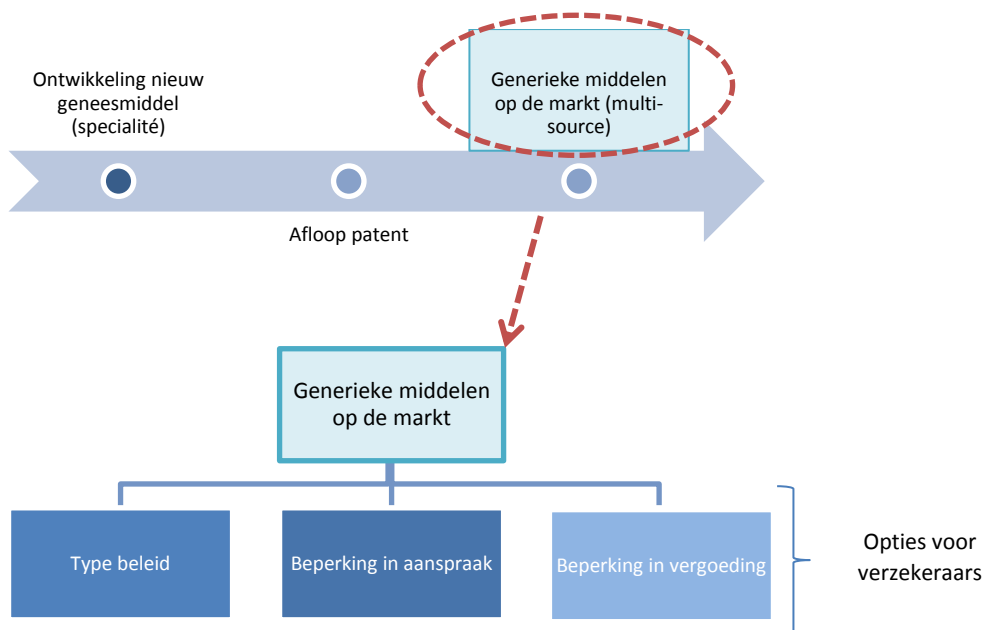 Ontwikkeling nieuw
geneesmiddel
(specialité)
Generieke middelen
op de markt (multi-
source)
Afloop patent
Generieke middelen
op de markt
Type beleid
Beperking in aanspraak
Beperking in vergoeding
Opties voor
verzekeraars